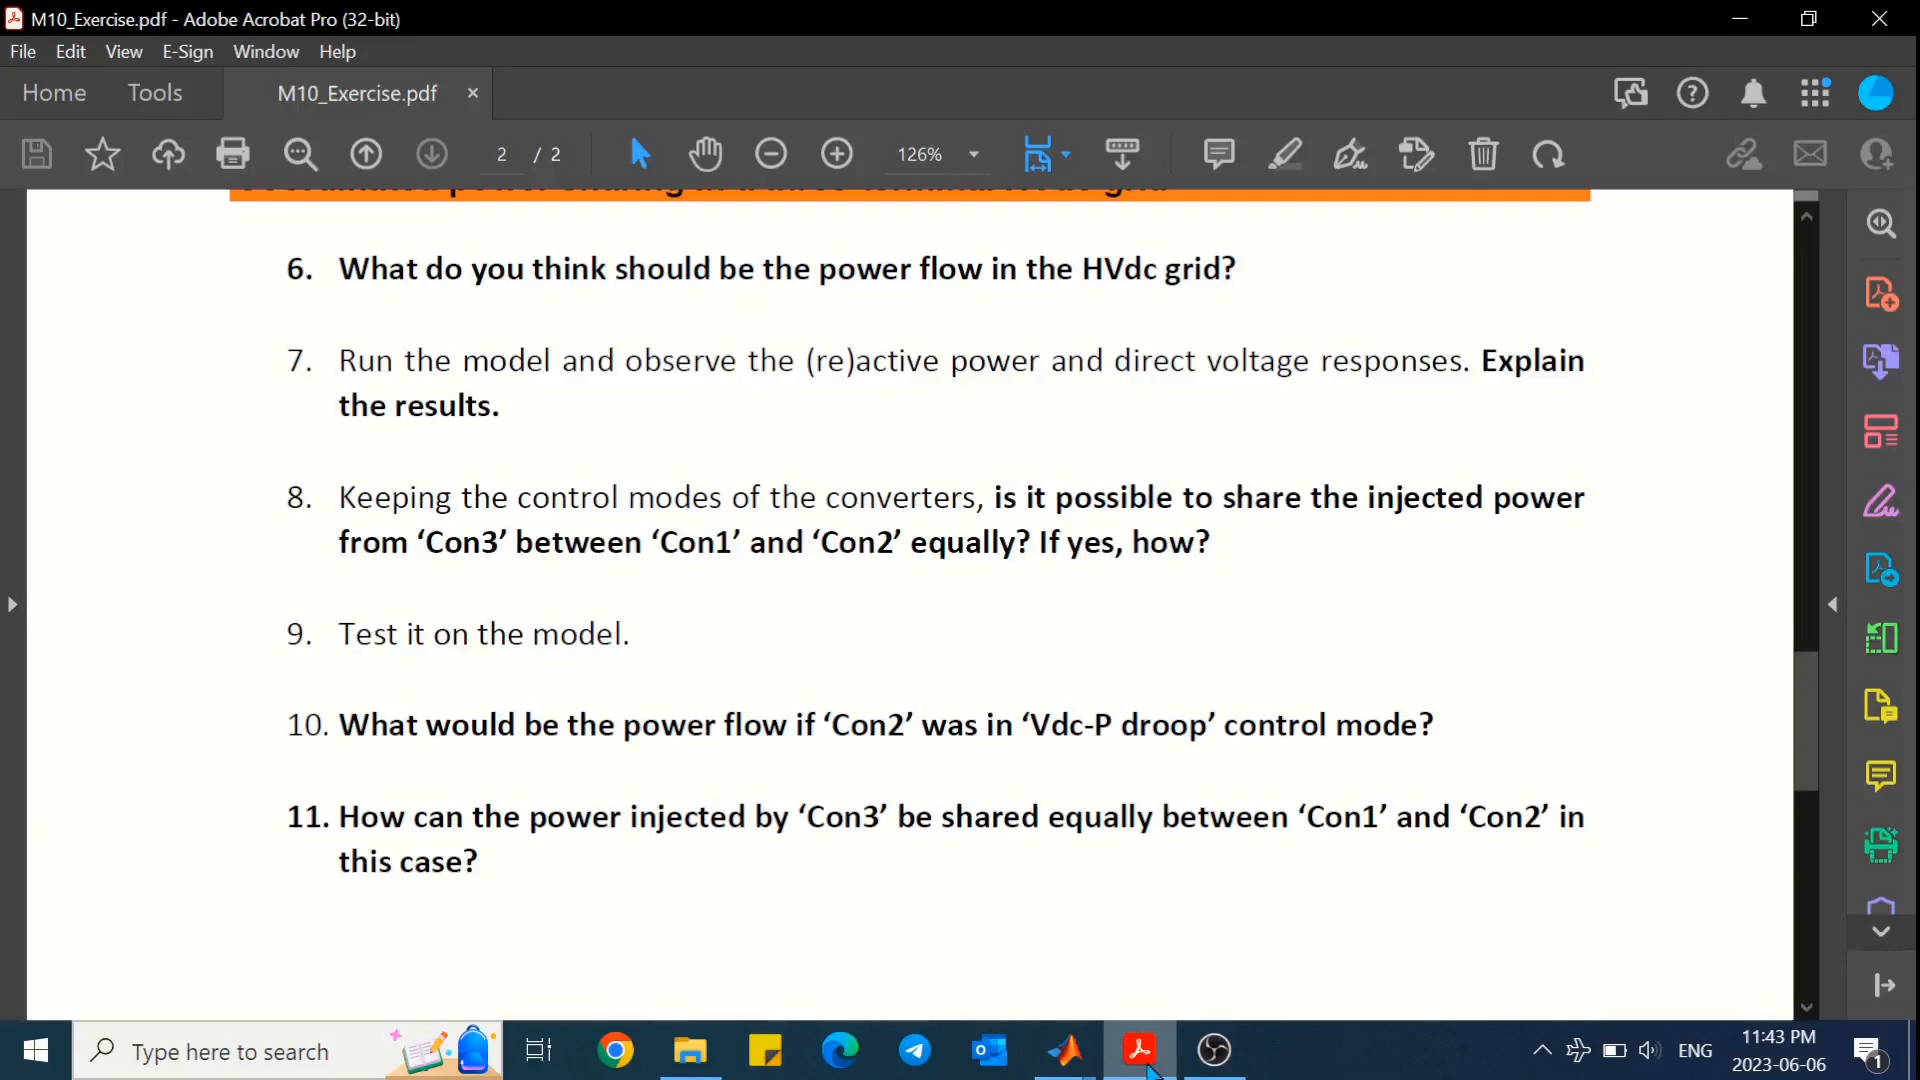 M10_Exercise.pdf - Adobe Acrobat Pro (32-bit)
File Edit View E-Sign Window Help
Home Tools M10_Exercise.pdf ×
2 / 2 126%
6. What do you think should be the power flow in the HVdc grid?
7. Run the model and observe the (re)active power and direct voltage responses. Explain
the results.
8. Keeping the control modes of the converters, is it possible to share the injected power
from ‘Con3’ between ‘Con1’ and ‘Con2’ equally? If yes, how?
9. Test it on the model.
10. What would be the power flow if ‘Con2’ was in ‘Vdc-P droop’ control mode?
11. How can the power injected by ‘Con3’ be shared equally between ‘Con1’ and ‘Con2’ in
this case?
Type here to search
ENG
11:43 PM
2023-06-06
1